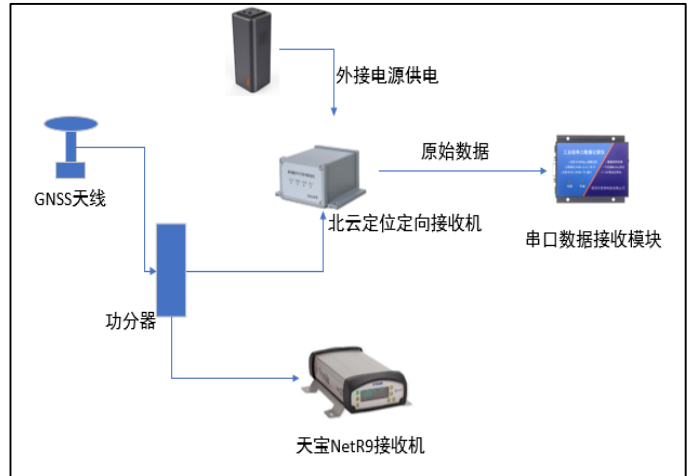 外接电源供电
原始数据
GNSS天线
北云定位定向接收机
串口数据接收模块
功分器
天宝NetR9接收机